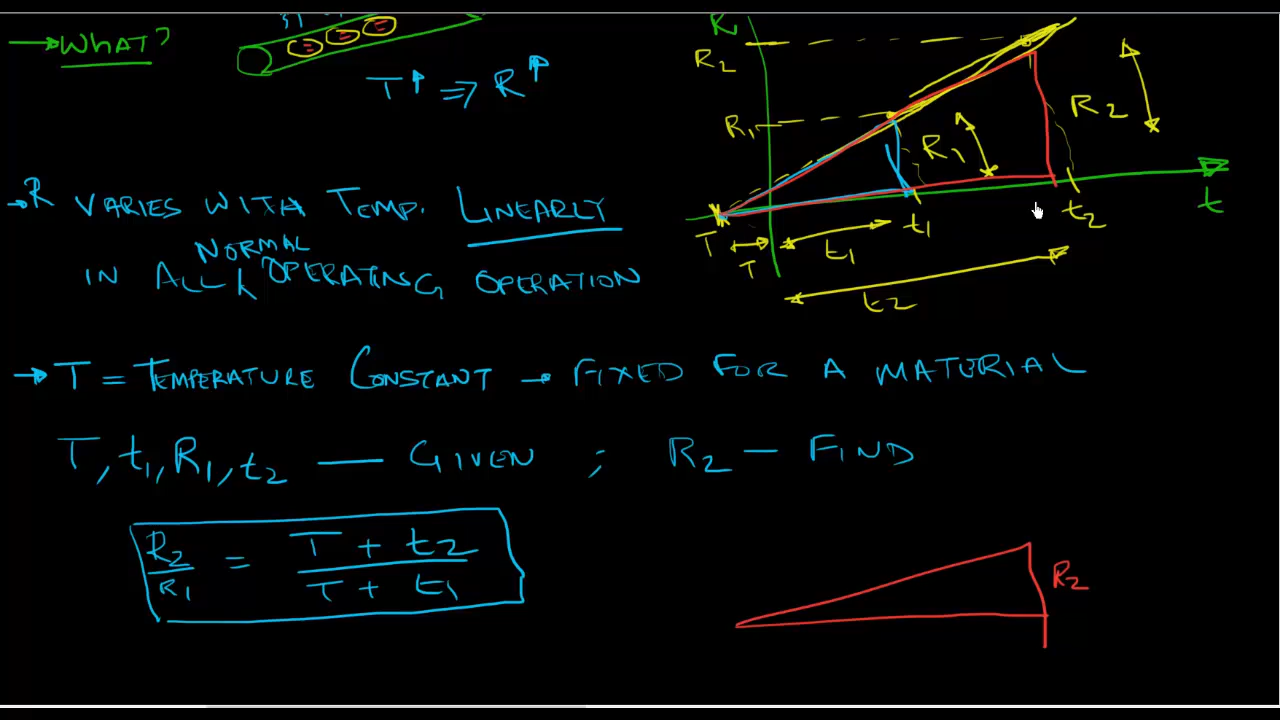 WHAT?
T↑ ⇒ R↑
→ R VARIES WITH TEMP. LINEARLY
NORMAL
IN ALL OPERATING OPERATION
R2
R1
R1
R2
T
T
t1
t1
t2
t2
t
→ T = TEMPERATURE CONSTANT → FIXED FOR A MATERIAL
T, t1, R1, t2 — GIVEN ; R2 — FIND
R2/R1 = T + t2 / T + t1
R2